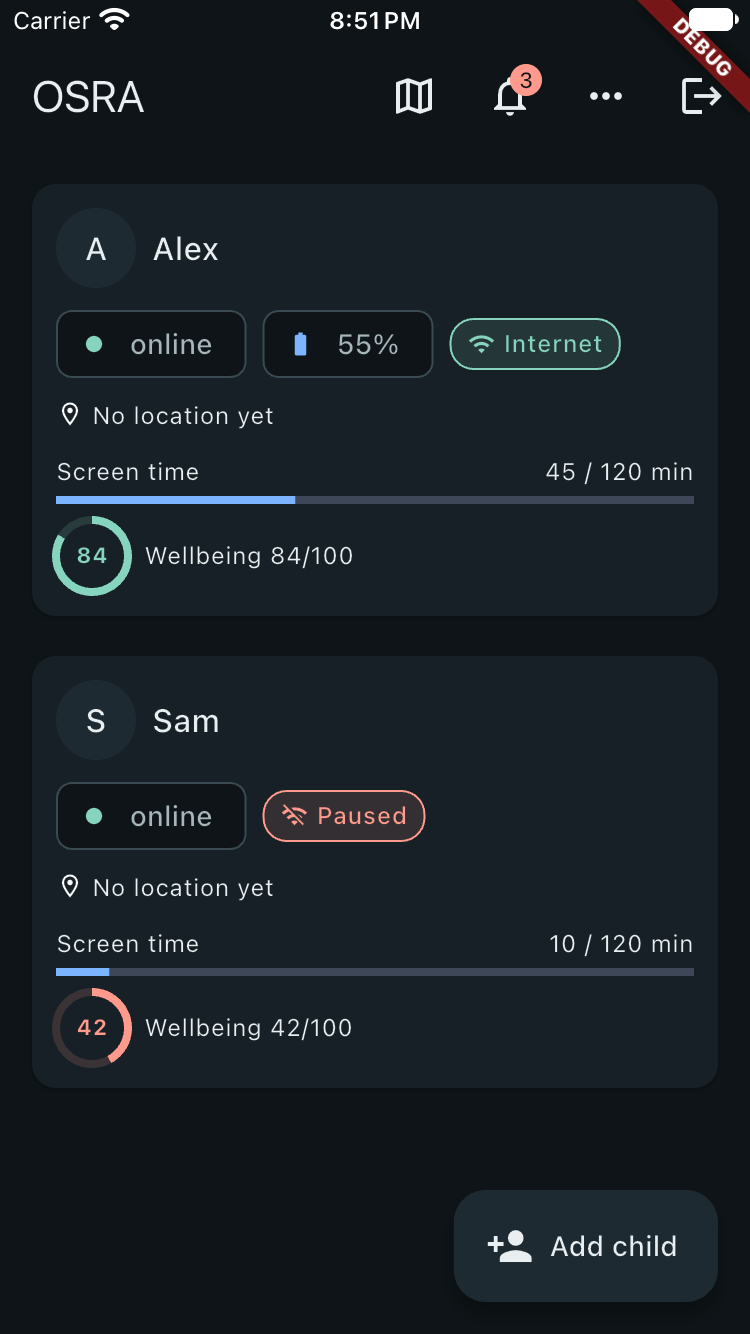 Carrier 8:51 PM
DEBUG
OSRA 3
A Alex
online 55% Internet
No location yet
Screen time 45 / 120 min
84 Wellbeing 84/100
S Sam
online Paused
No location yet
Screen time 10 / 120 min
42 Wellbeing 42/100
Add child